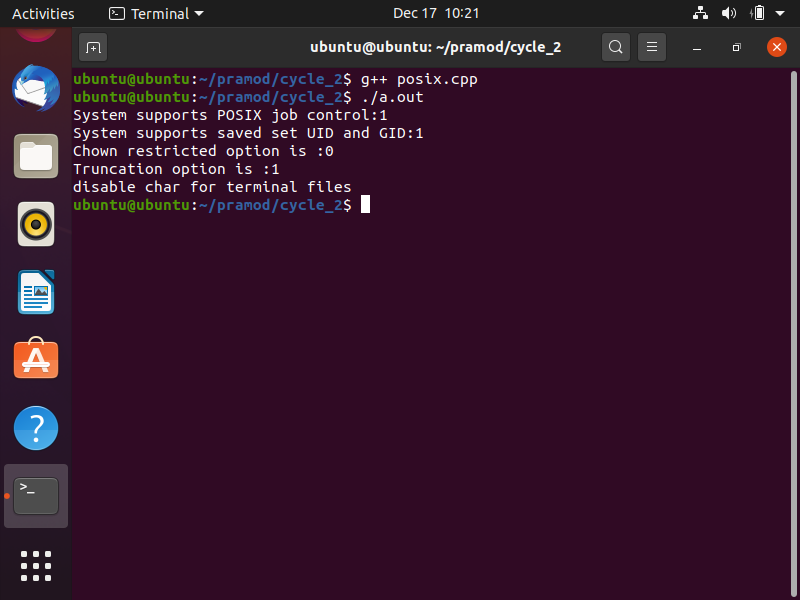 Activities Terminal Dec 17 10:21
ubuntu@ubuntu: ~/pramod/cycle_2
ubuntu@ubuntu:~/pramod/cycle_2$ g++ posix.cpp
ubuntu@ubuntu:~/pramod/cycle_2$ ./a.out
System supports POSIX job control:1
System supports saved set UID and GID:1
Chown restricted option is :0
Truncation option is :1
disable char for terminal files
ubuntu@ubuntu:~/pramod/cycle_2$